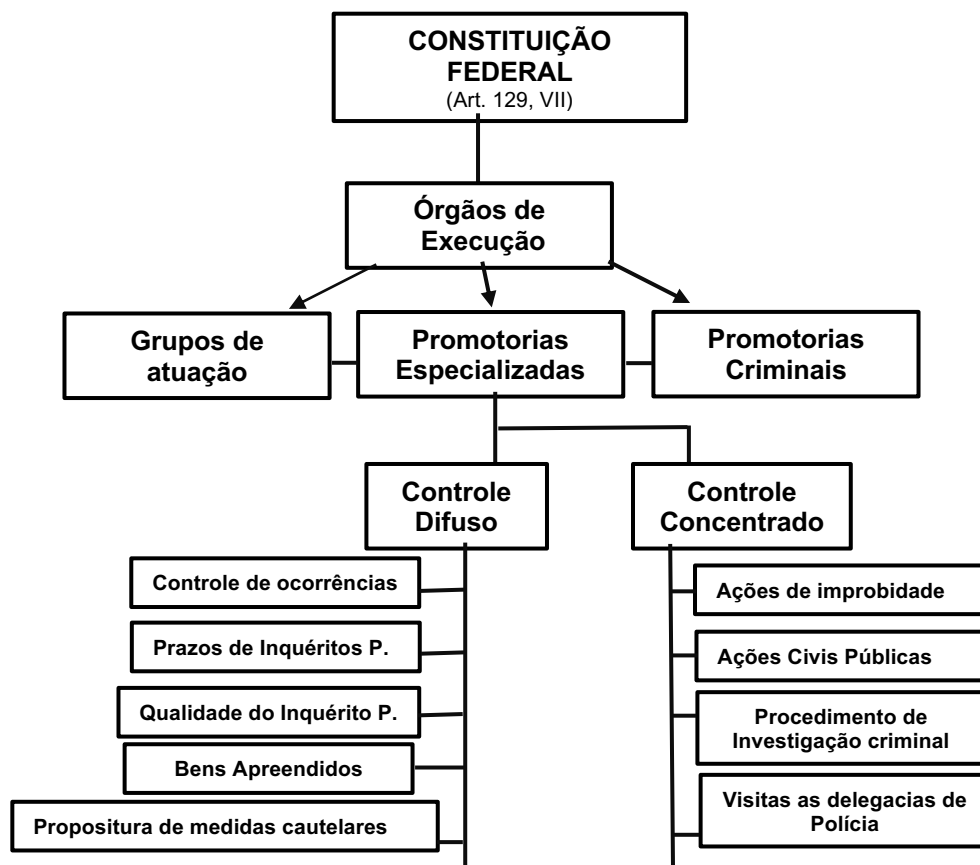 CONSTITUIÇÃO
FEDERAL
(Art. 129, VII)
Órgãos de
Execução
Grupos de
atuação
Promotorias
Especializadas
Promotorias
Criminais
Controle
Difuso
Controle
Concentrado
Controle de ocorrências
Prazos de Inquéritos P.
Qualidade do Inquérito P.
Bens Apreendidos
Propositura de medidas cautelares
Ações de improbidade
Ações Civis Públicas
Procedimento de
Investigação criminal
Visitas as delegacias de
Polícia